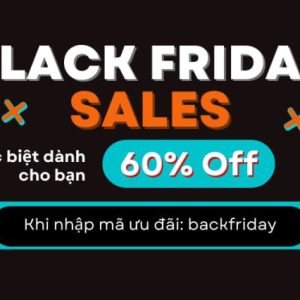 LACK FRIDA
SALES
c biệt dành
cho bạn
60% Off
Khi nhập mã ưu đãi: backfriday